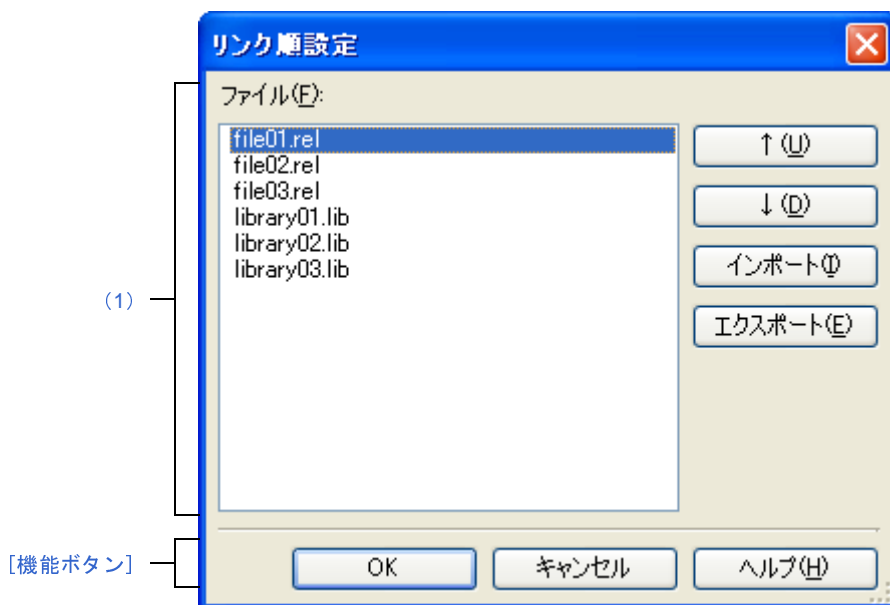 リンク順設定
ファイル(F):
file01.rel
file02.rel
file03.rel
library01.lib
library02.lib
library03.lib
↑(U)
↓(D)
インポート(I)
エクスポート(E)
(1)
[機能ボタン]
OK
キャンセル
ヘルプ(H)